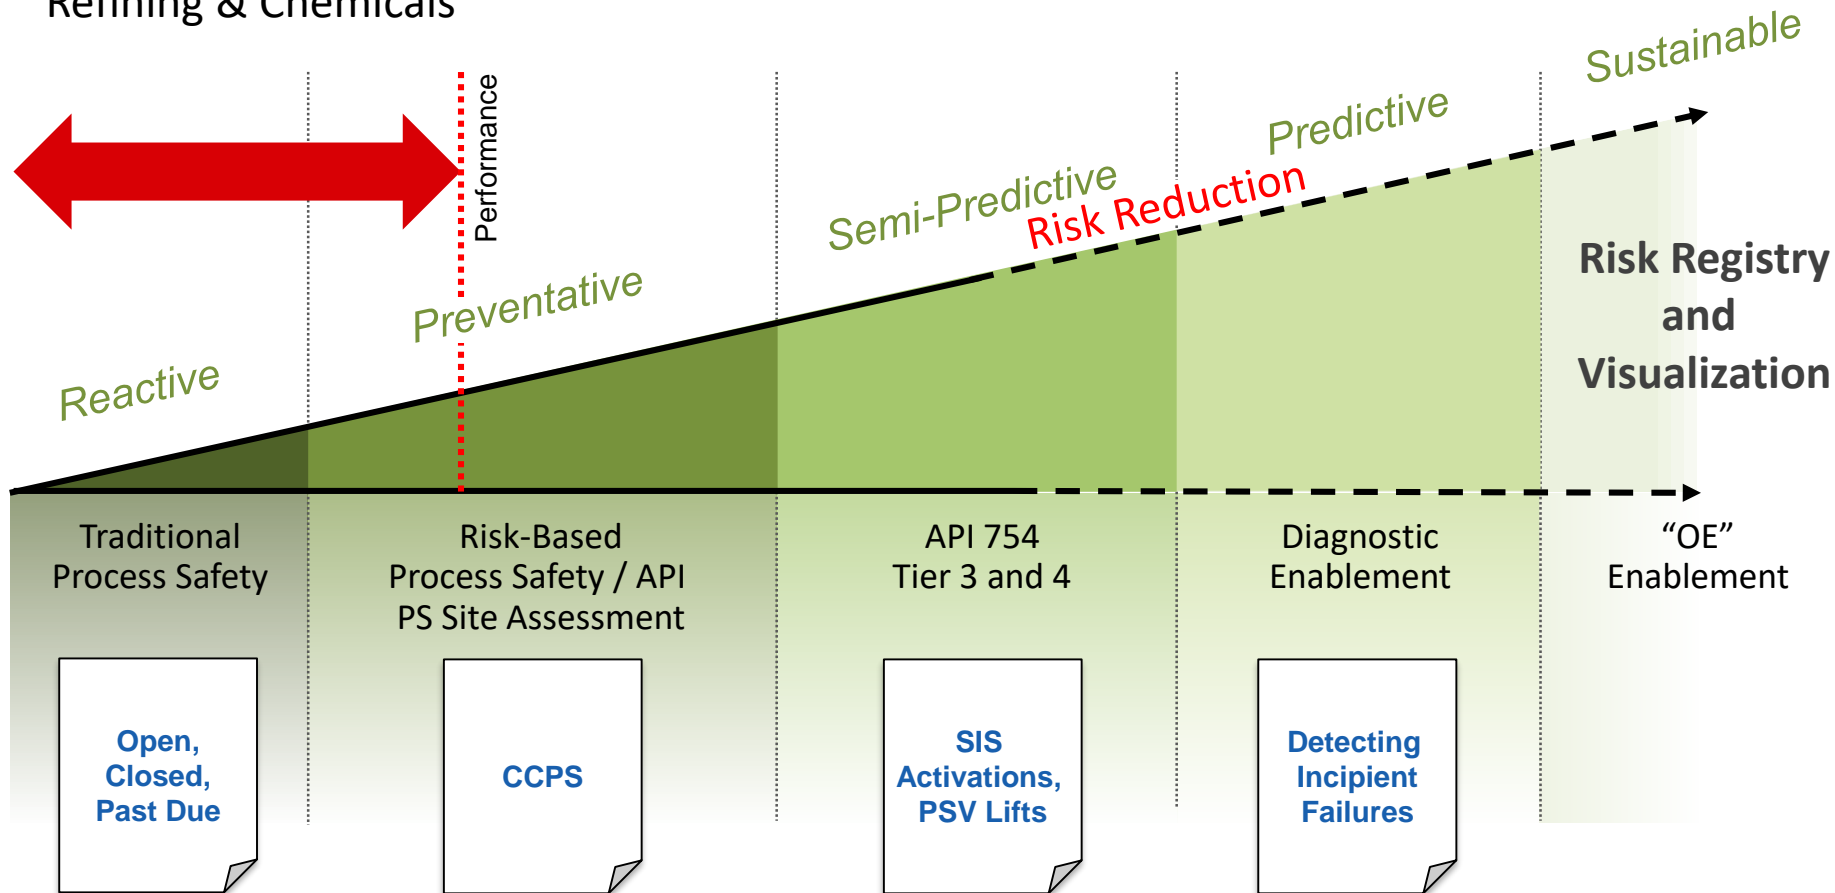 Refining & Chemicals
Sustainable
Performance
Predictive
Semi-Predictive
Risk Reduction
Preventative
Reactive
Risk Registry
and
Visualization
Traditional
Process Safety
Risk-Based
Process Safety / API
PS Site Assessment
API 754
Tier 3 and 4
Diagnostic
Enablement
“OE”
Enablement
Open,
Closed,
Past Due
CCPS
SIS
Activations,
PSV Lifts
Detecting
Incipient
Failures